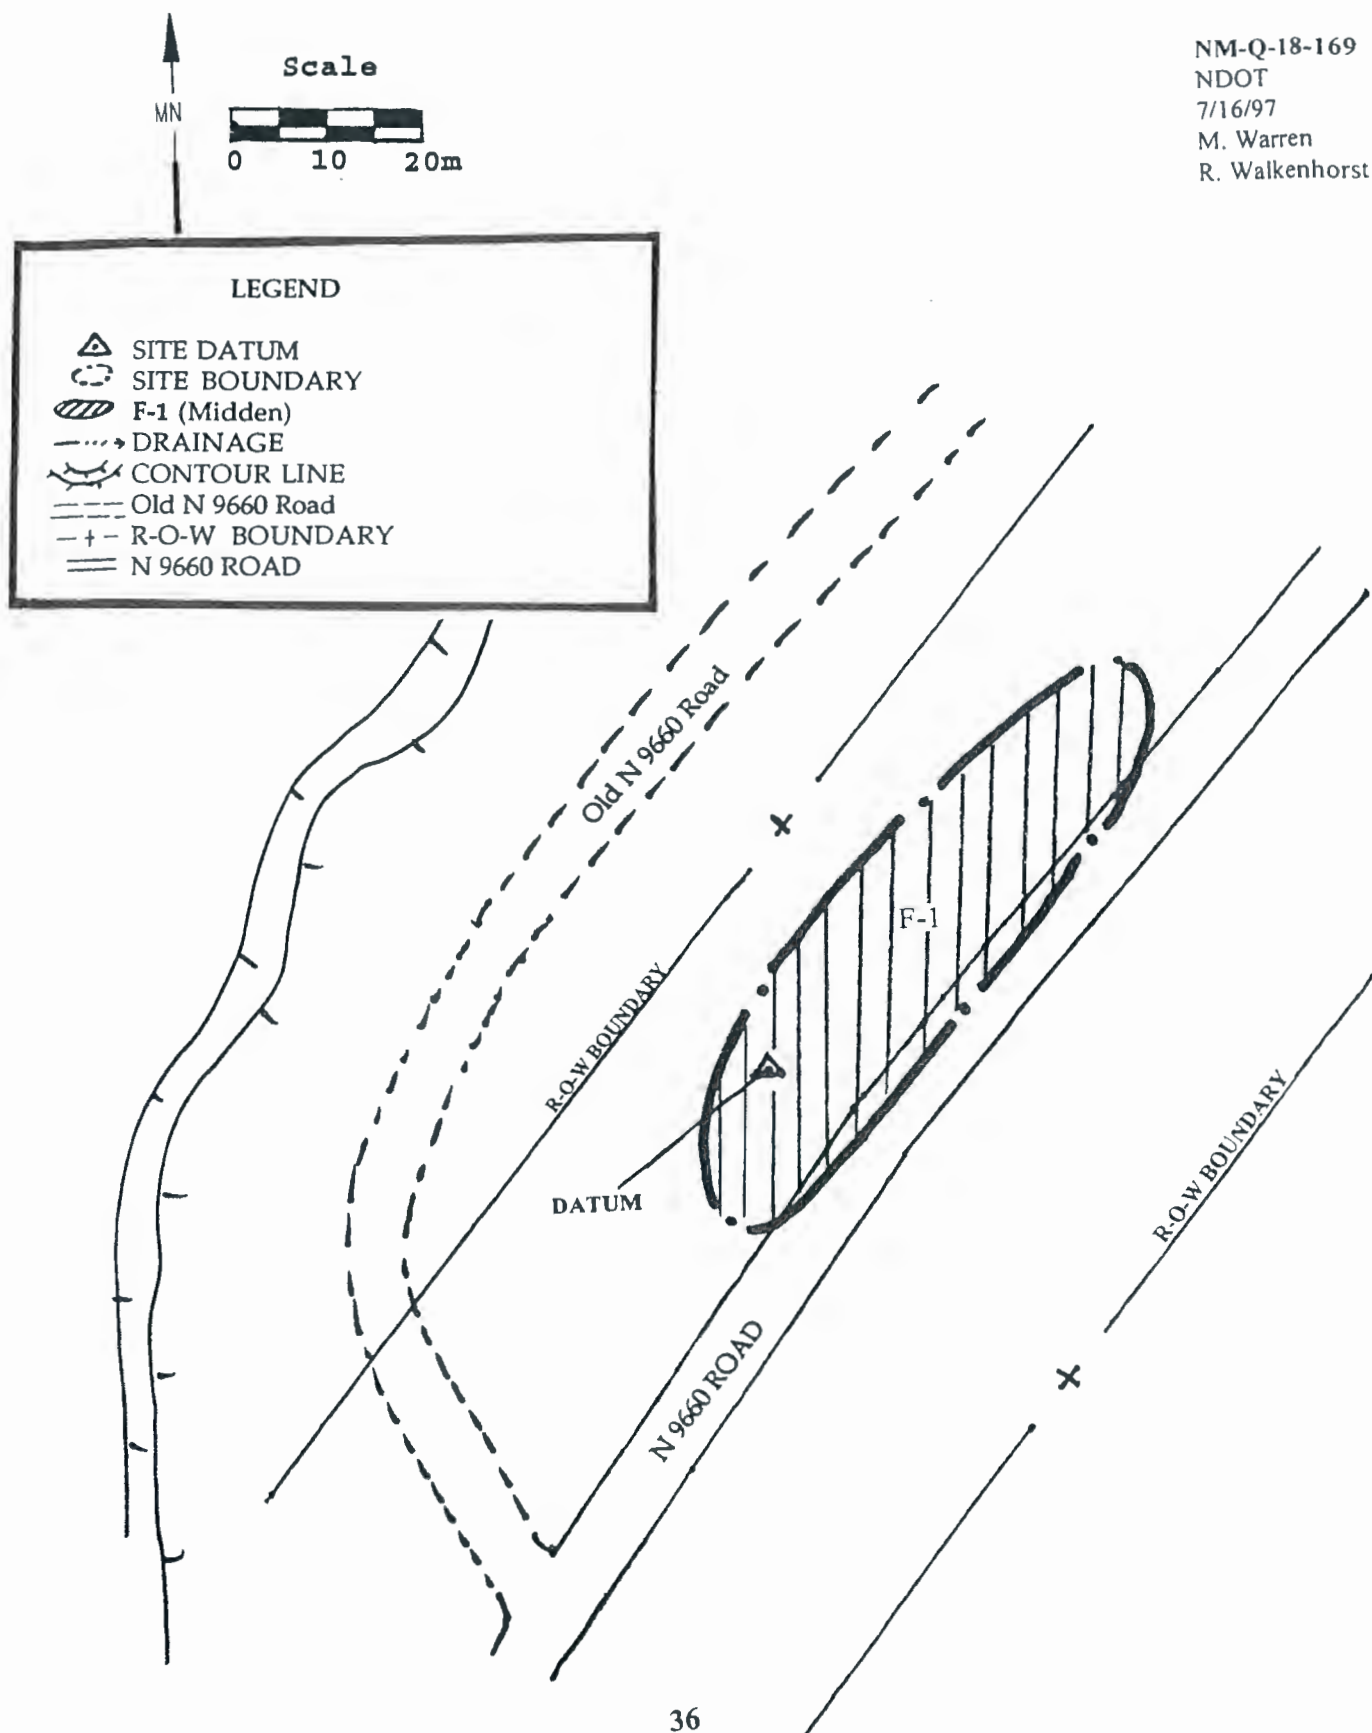 NM-Q-18-169
NDOT
7/16/97
M. Warren
R. Walkenhorst
Scale
MN
0 10 20m
LEGEND
SITE DATUM
SITE BOUNDARY
F-1 (Midden)
DRAINAGE
CONTOUR LINE
Old N 9660 Road
R-O-W BOUNDARY
N 9660 ROAD
Old N 9660 Road
F-1
R-O-W BOUNDARY
DATUM
R-O-W BOUNDARY
N 9660 ROAD
36